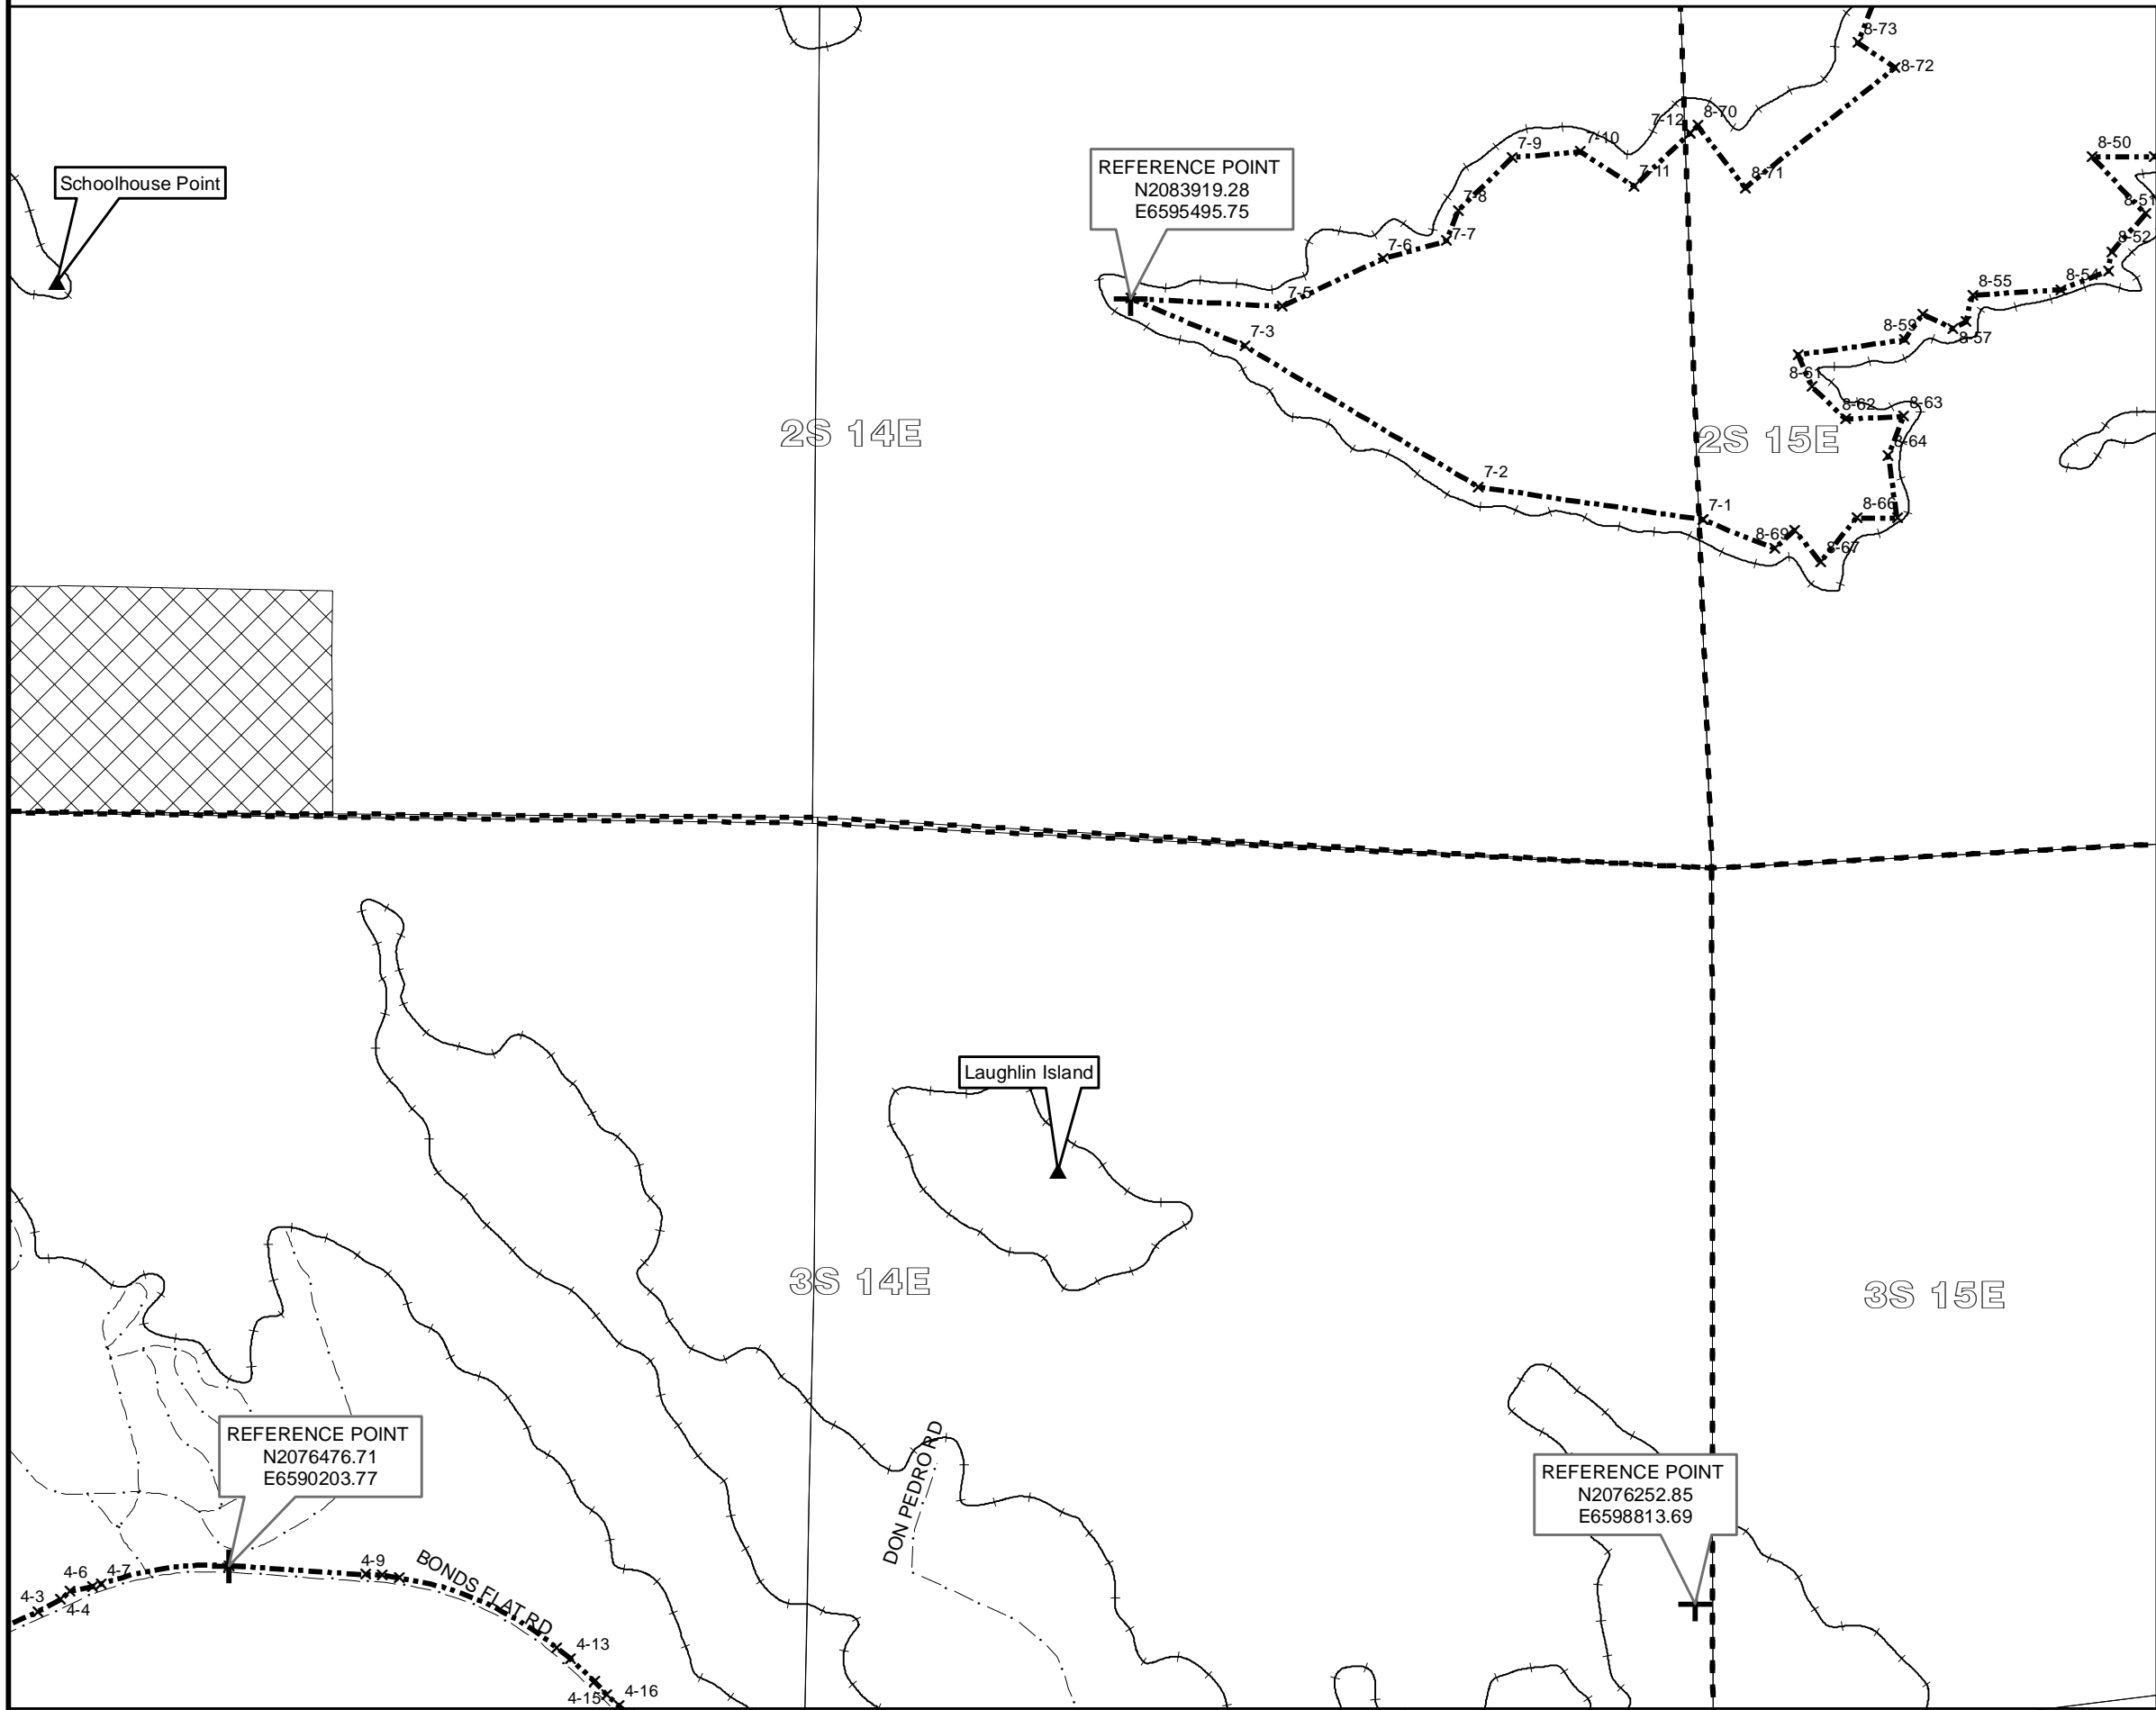 8-73
8-72
8-70
7-12
7-10
7-9
8-50
7-11
8-71
REFERENCE POINT
N2083919.28
E6595495.75
Schoolhouse Point
7-8
8-51
7-7
7-6
8-52
8-54
8-55
7-5
8-59
8-57
7-3
8-61
8-62
8-63
2S 14E
2S 15E
8-64
7-2
7-1
8-66
8-69
8-67
Laughlin Island
3S 14E
3S 15E
REFERENCE POINT
N2076476.71
E6590203.77
DON PEDRO RD
REFERENCE POINT
N2076252.85
E6598813.69
4-9
BONDS FLAT RD
4-6
4-7
4-3
4-4
4-13
4-15
4-16